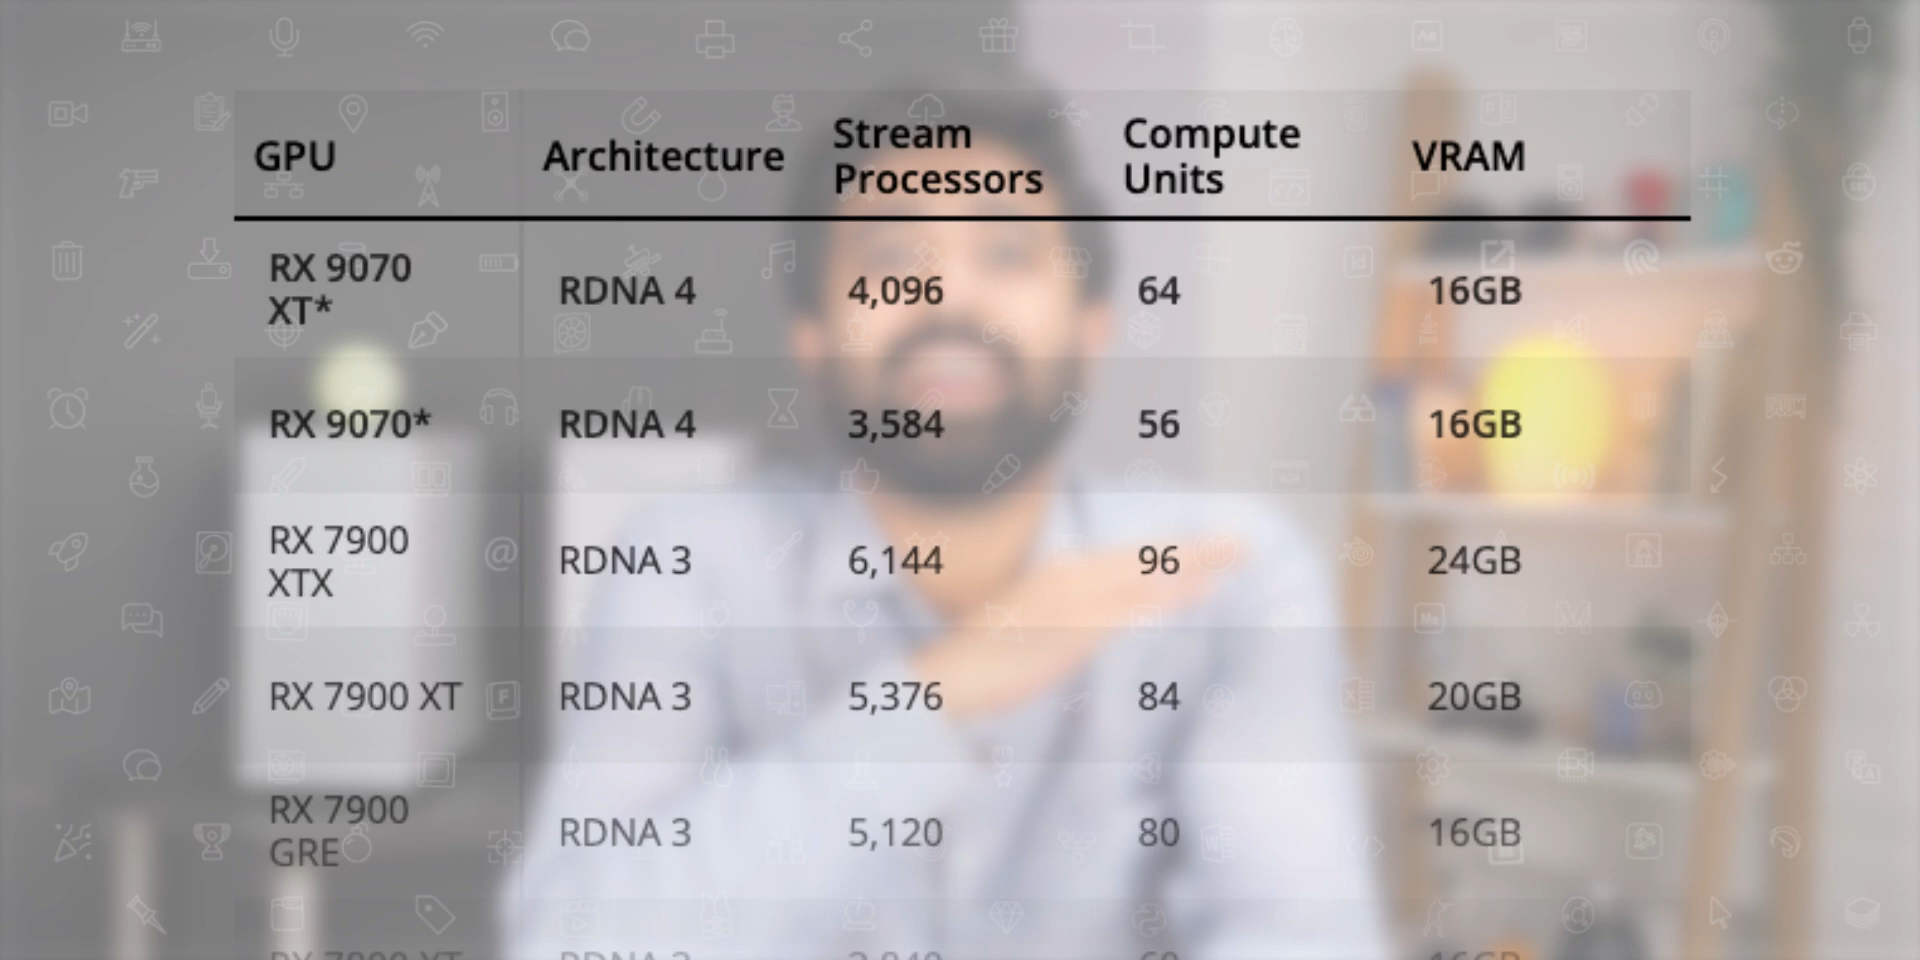 GPU Architecture Stream Processors Compute Units VRAM
RX 9070 XT* RDNA 4 4,096 64 16GB
RX 9070* RDNA 4 3,584 56 16GB
RX 7900 XTX RDNA 3 6,144 96 24GB
RX 7900 XT RDNA 3 5,376 84 20GB
RX 7900 GRE RDNA 3 5,120 80 16GB